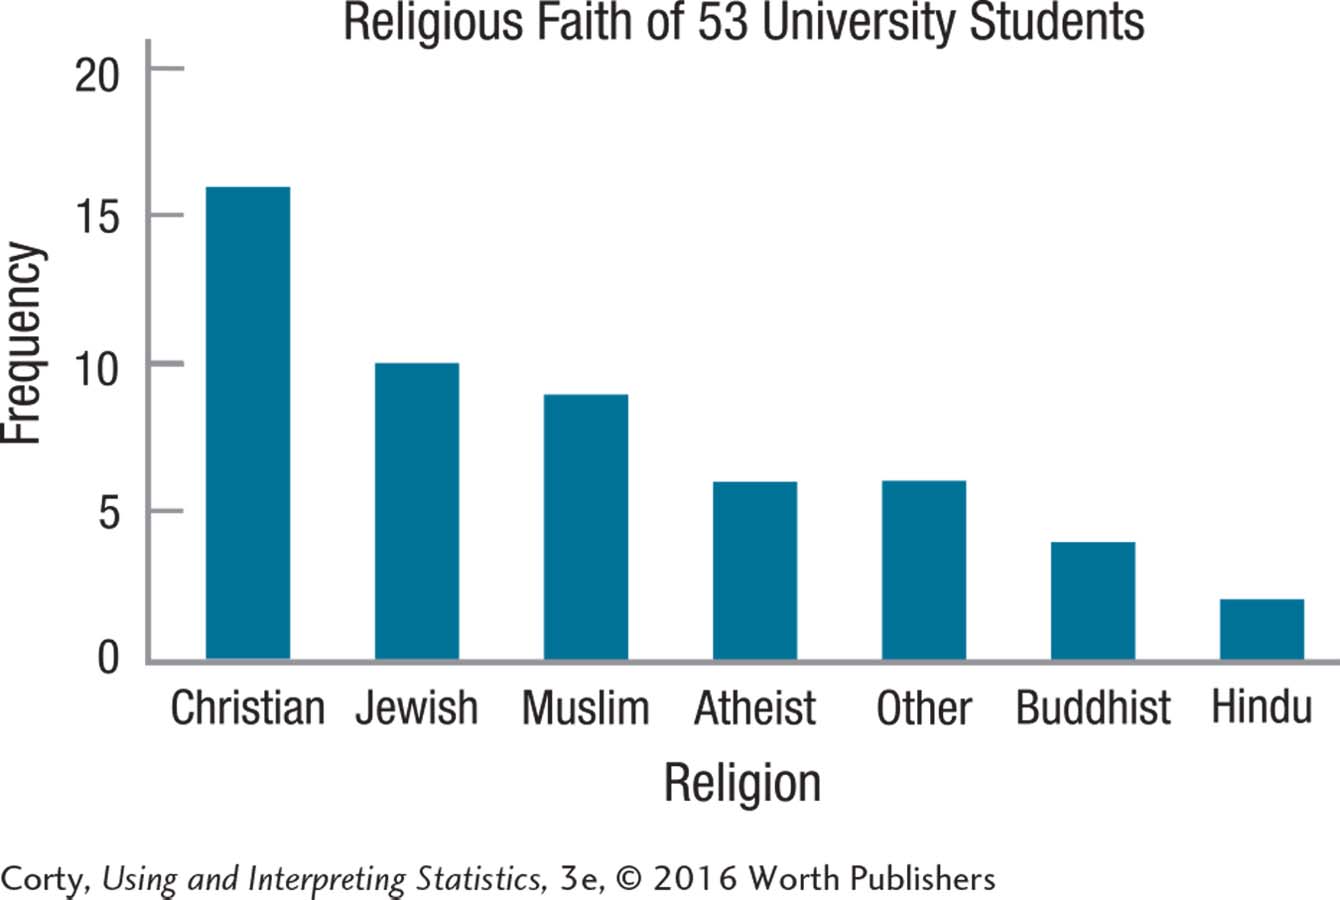 Religious Faith of 53 University Students
20
15
10
5
0
Frequency
Christian Jewish Muslim Atheist Other Buddhist Hindu
Religion
Corty, Using and Interpreting Statistics, 3e, © 2016 Worth Publishers